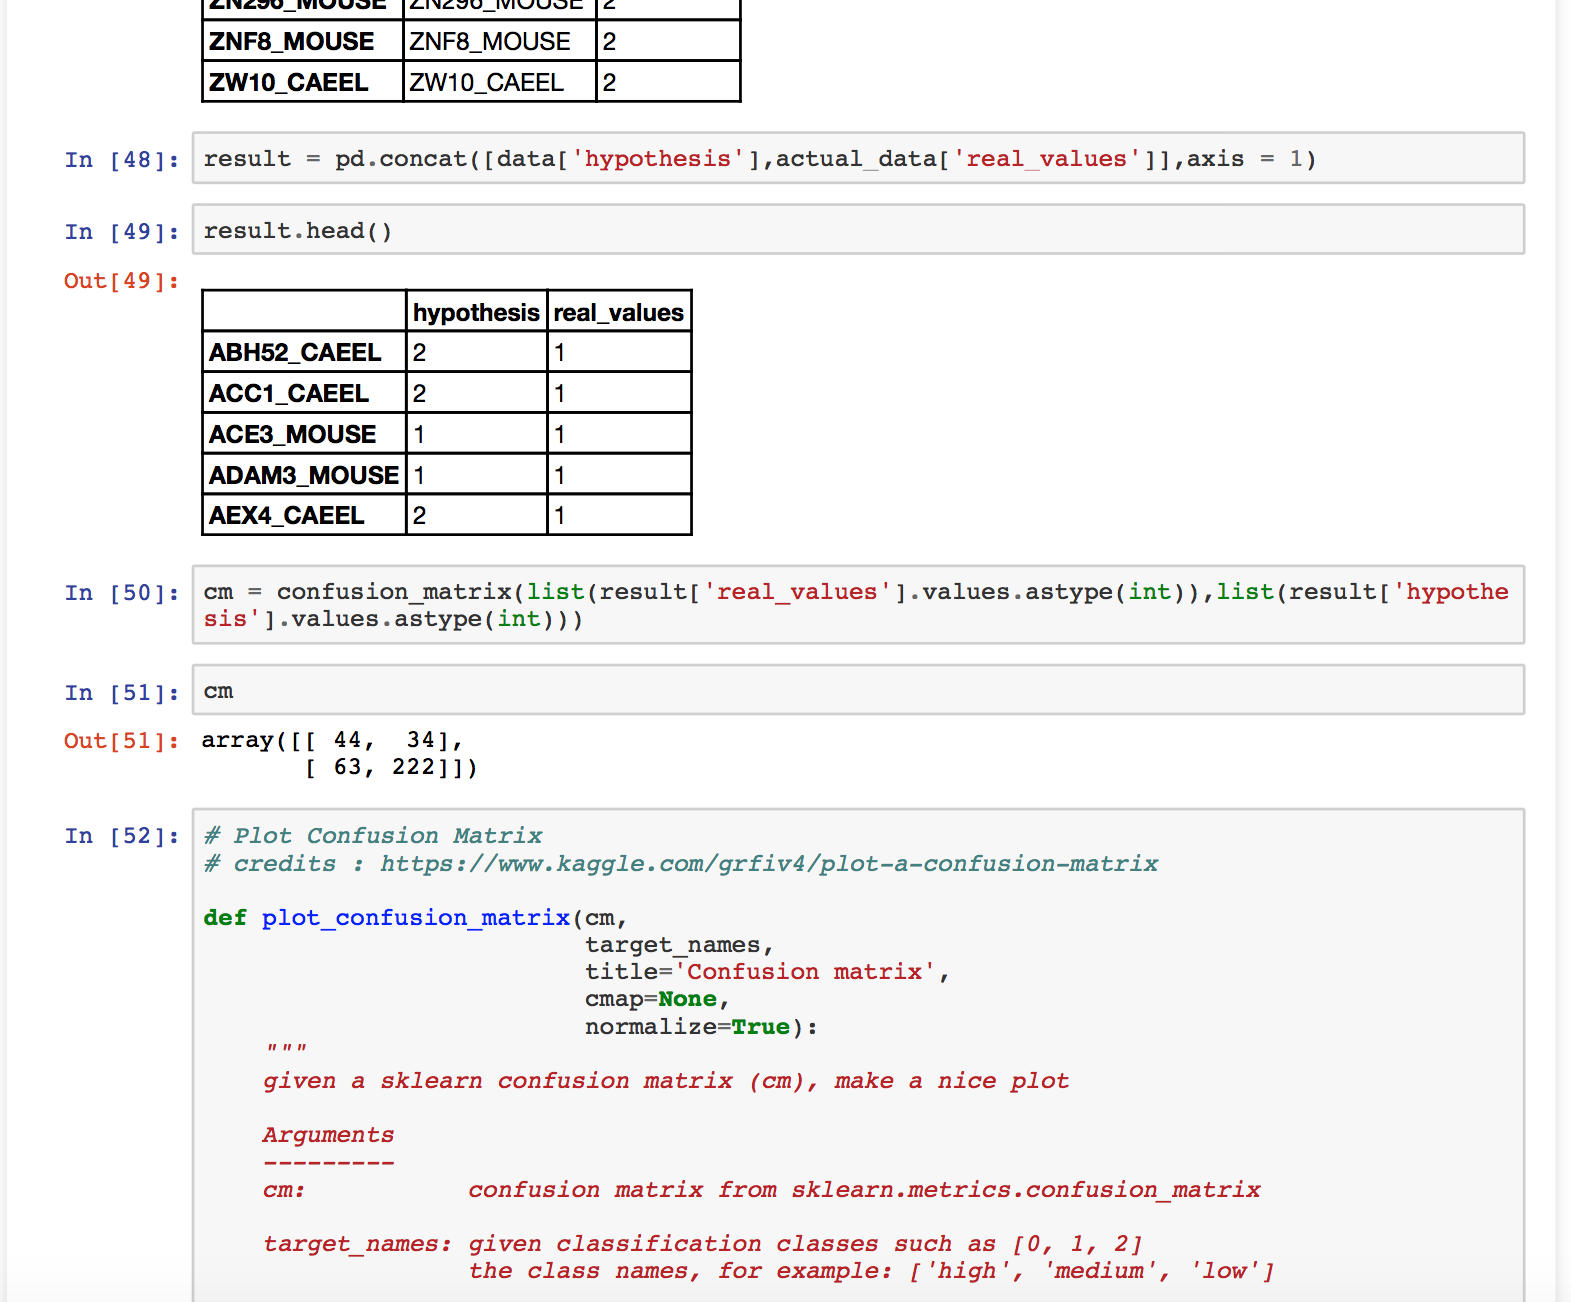 ZN296_MOUSE ZN296_MOUSE 2
ZNF8_MOUSE ZNF8_MOUSE 2
ZW10_CAEEL ZW10_CAEEL 2
In [48]: result = pd.concat([data['hypothesis'],actual_data['real_values']],axis = 1)
In [49]: result.head()
Out[49]:
hypothesis real_values
ABH52_CAEEL 2 1
ACC1_CAEEL 2 1
ACE3_MOUSE 1 1
ADAM3_MOUSE 1 1
AEX4_CAEEL 2 1
In [50]: cm = confusion_matrix(list(result['real_values'].values.astype(int)),list(result['hypothe
sis'].values.astype(int)))
In [51]: cm
Out[51]: array([[ 44,  34],
       [ 63, 222]])
In [52]: # Plot Confusion Matrix
# credits : https://www.kaggle.com/grfiv4/plot-a-confusion-matrix
def plot_confusion_matrix(cm,
                          target_names,
                          title='Confusion matrix',
                          cmap=None,
                          normalize=True):
    """
    given a sklearn confusion matrix (cm), make a nice plot
    Arguments
    ---------
    cm:           confusion matrix from sklearn.metrics.confusion_matrix
    target_names: given classification classes such as [0, 1, 2]
                  the class names, for example: ['high', 'medium', 'low']